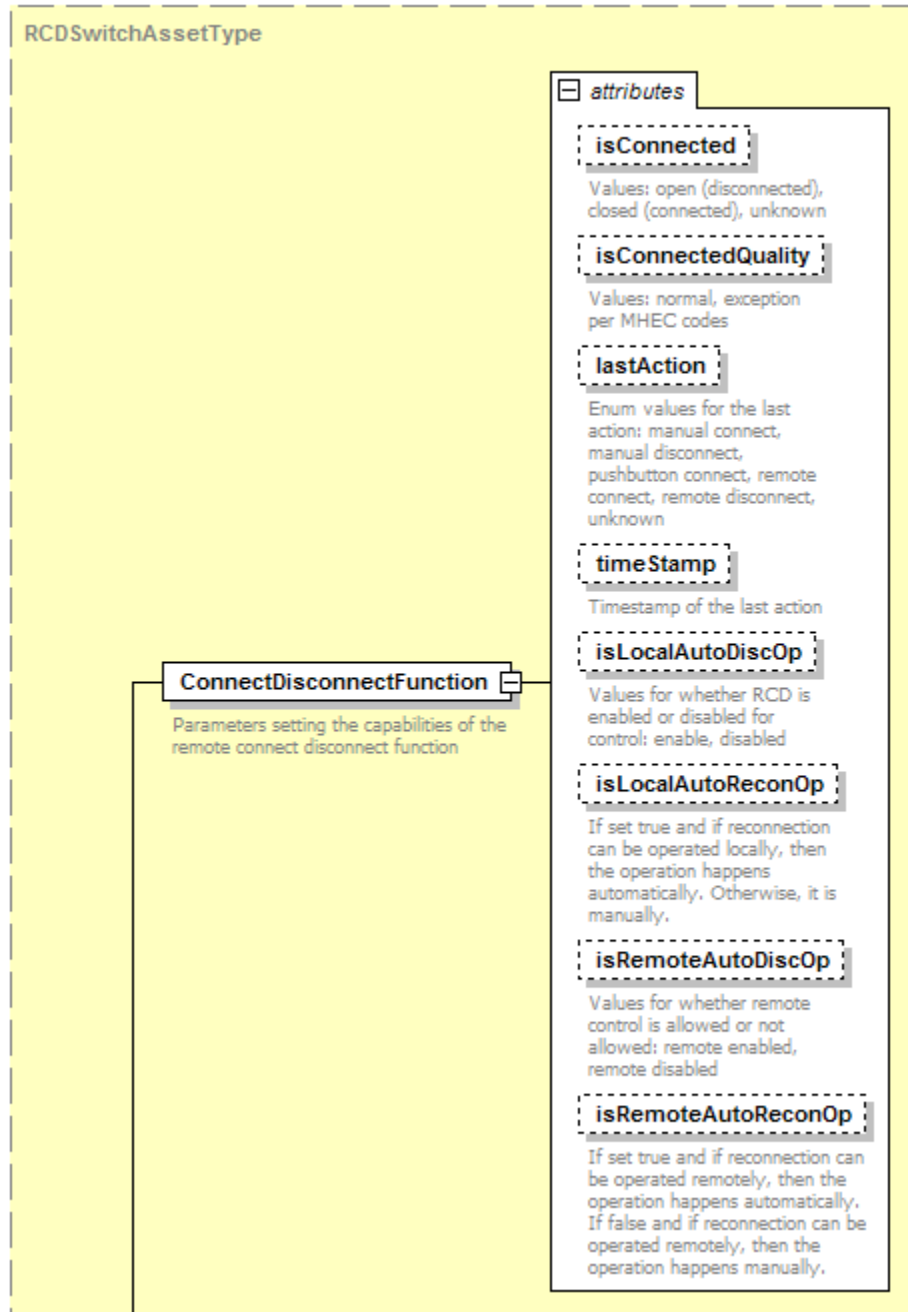 RCDSwitchAssetType
attributes
isConnected
Values: open (disconnected),
closed (connected), unknown
isConnectedQuality
Values: normal, exception
per MHEC codes
lastAction
Enum values for the last
action: manual connect,
manual disconnect,
pushbutton connect, remote
connect, remote disconnect,
unknown
timeStamp
Timestamp of the last action
isLocalAutoDiscOp
Values for whether RCD is
enabled or disabled for
control: enable, disabled
ConnectDisconnectFunction
Parameters setting the capabilities of the
remote connect disconnect function
isLocalAutoReconOp
If set true and if reconnection
can be operated locally, then
the operation happens
automatically. Otherwise, it is
manually.
isRemoteAutoDiscOp
Values for whether remote
control is allowed or not
allowed: remote enabled,
remote disabled
isRemoteAutoReconOp
If set true and if reconnection can
be operated remotely, then the
operation happens automatically.
If false and if reconnection can be
operated remotely, then the
operation happens manually.